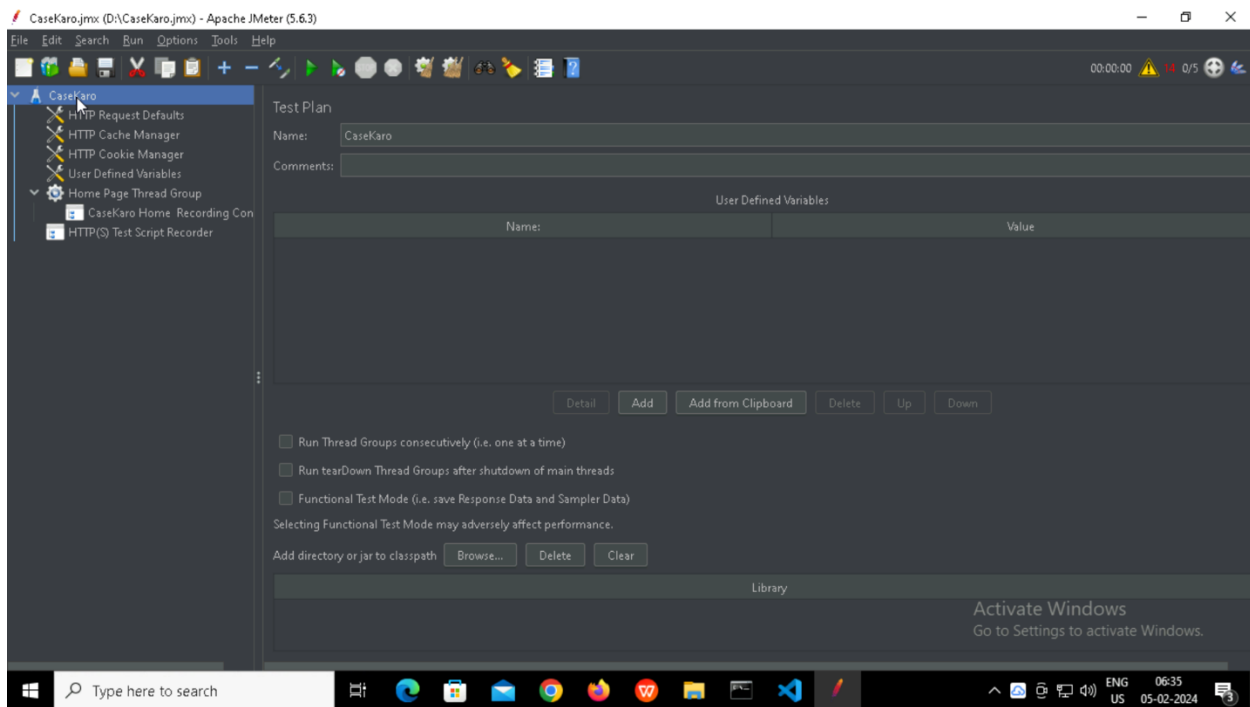 CaseKaro.jmx (D:\CaseKaro.jmx) - Apache JMeter (5.6.3)
File Edit Search Run Options Tools Help
00:00:00 14 0/5
CaseKaro
HTTP Request Defaults
HTTP Cache Manager
HTTP Cookie Manager
User Defined Variables
Home Page Thread Group
CaseKaro Home Recording Con
HTTP(S) Test Script Recorder
Test Plan
Name: CaseKaro
Comments:
User Defined Variables
Name: Value
Detail Add Add from Clipboard Delete Up Down
Run Thread Groups consecutively (i.e. one at a time)
Run tearDown Thread Groups after shutdown of main threads
Functional Test Mode (i.e. save Response Data and Sampler Data)
Selecting Functional Test Mode may adversely affect performance.
Add directory or jar to classpath Browse... Delete Clear
Library
Activate Windows
Go to Settings to activate Windows.
Type here to search
ENG 06:35
US 05-02-2024 3